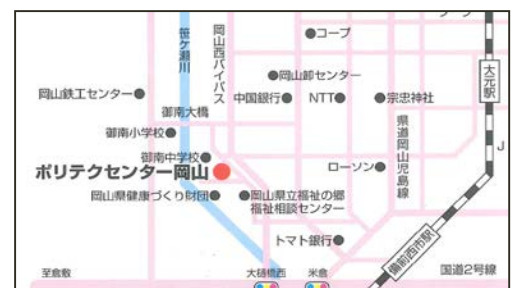 コープ
笹ヶ瀬川
岡山西バイパス
大元駅
岡山卸センター
岡山鉄工センター
中国銀行
NTT
宗忠神社
御南大橋
県道岡山児島線
御南小学校
J
御南中学校
ポリテクセンター岡山
ローソン
岡山県健康づくり財団
岡山県立福祉の郷
福祉相談センター
トマト銀行
備前西市駅
至倉敷
大樋橋西
米倉
国道2号線